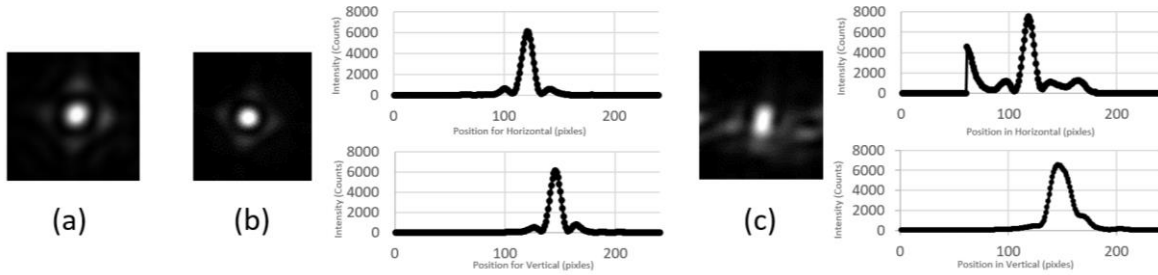 Intensity (Counts)
8000
6000
4000
2000
0
0
100
200
Position for Horizontal (pixles)
Intensity (Counts)
8000
6000
4000
2000
0
0
100
200
Position for Vertical (pixles)
Intensity (Counts)
8000
6000
4000
2000
0
0
100
200
Position in Horizontal (pixles)
Intensity (Counts)
8000
6000
4000
2000
0
0
100
200
Position in Vertical (pixles)
(a)
(b)
(c)